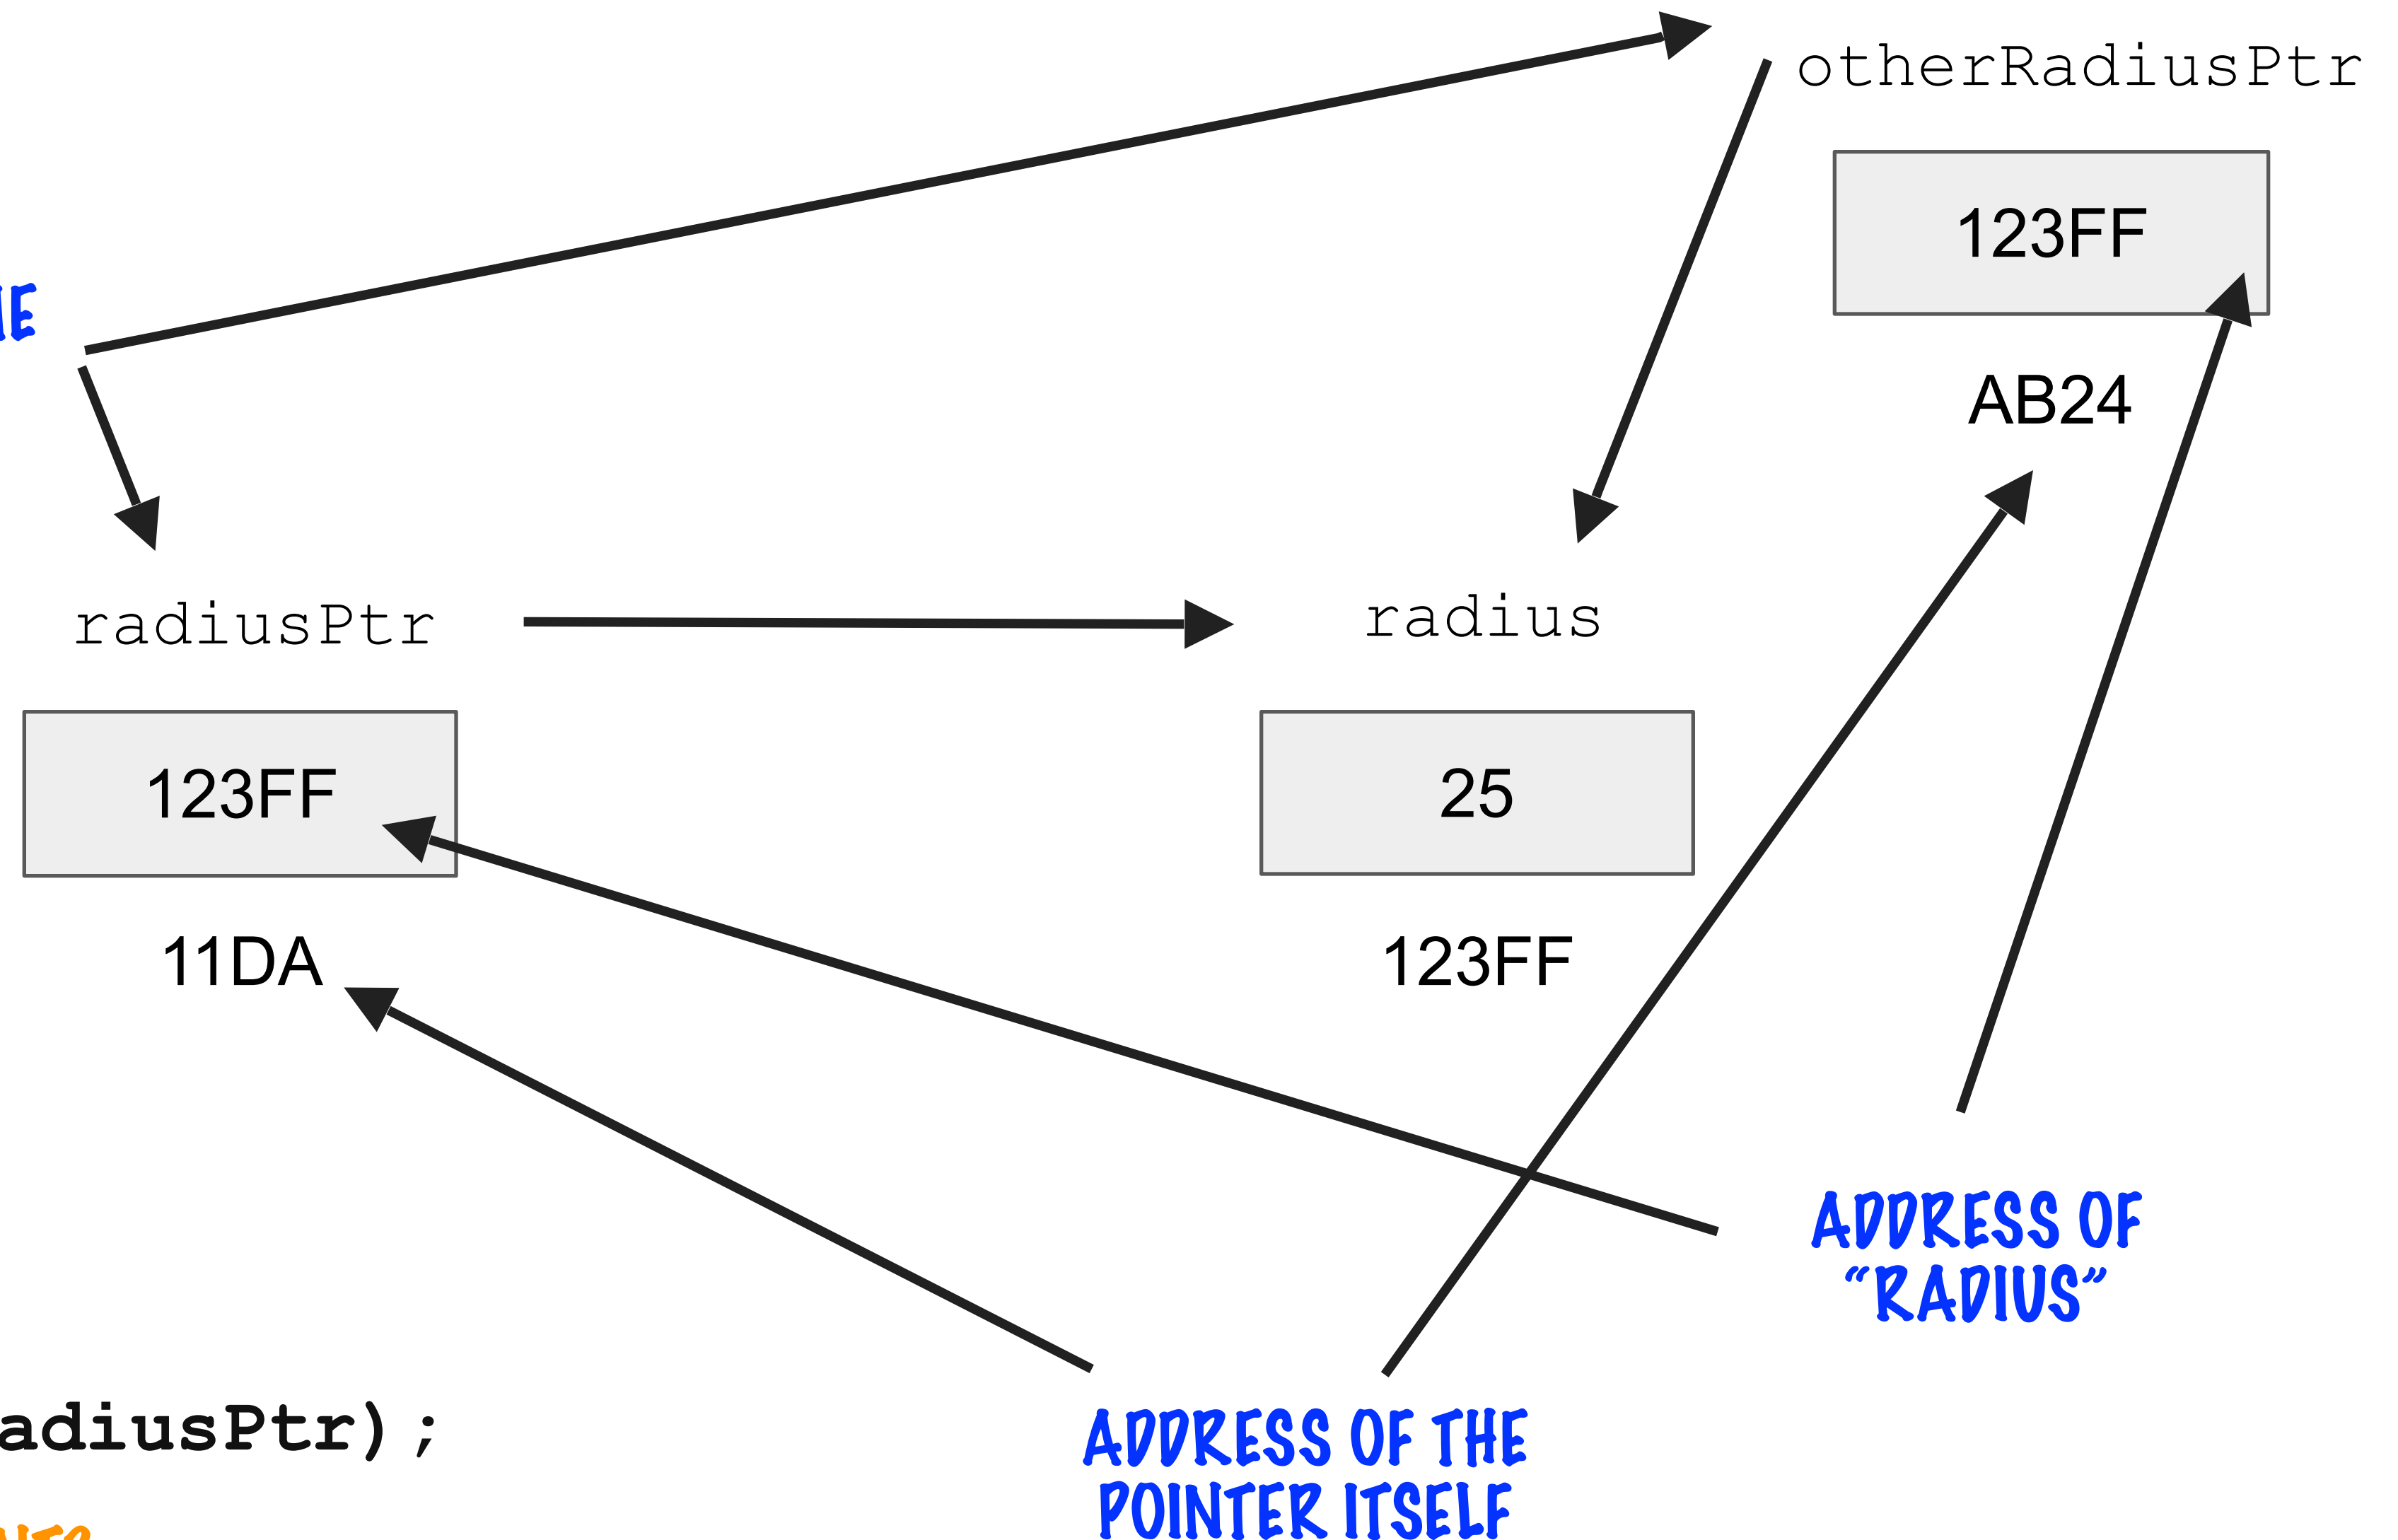 otherRadiusPtr
123FF
AB24
radiusPtr
radius
123FF
25
11DA
123FF
ADDRESS OF
“RADIUS”
adiusPtr);
ADDRESS OF THE
POINTER ITSELF